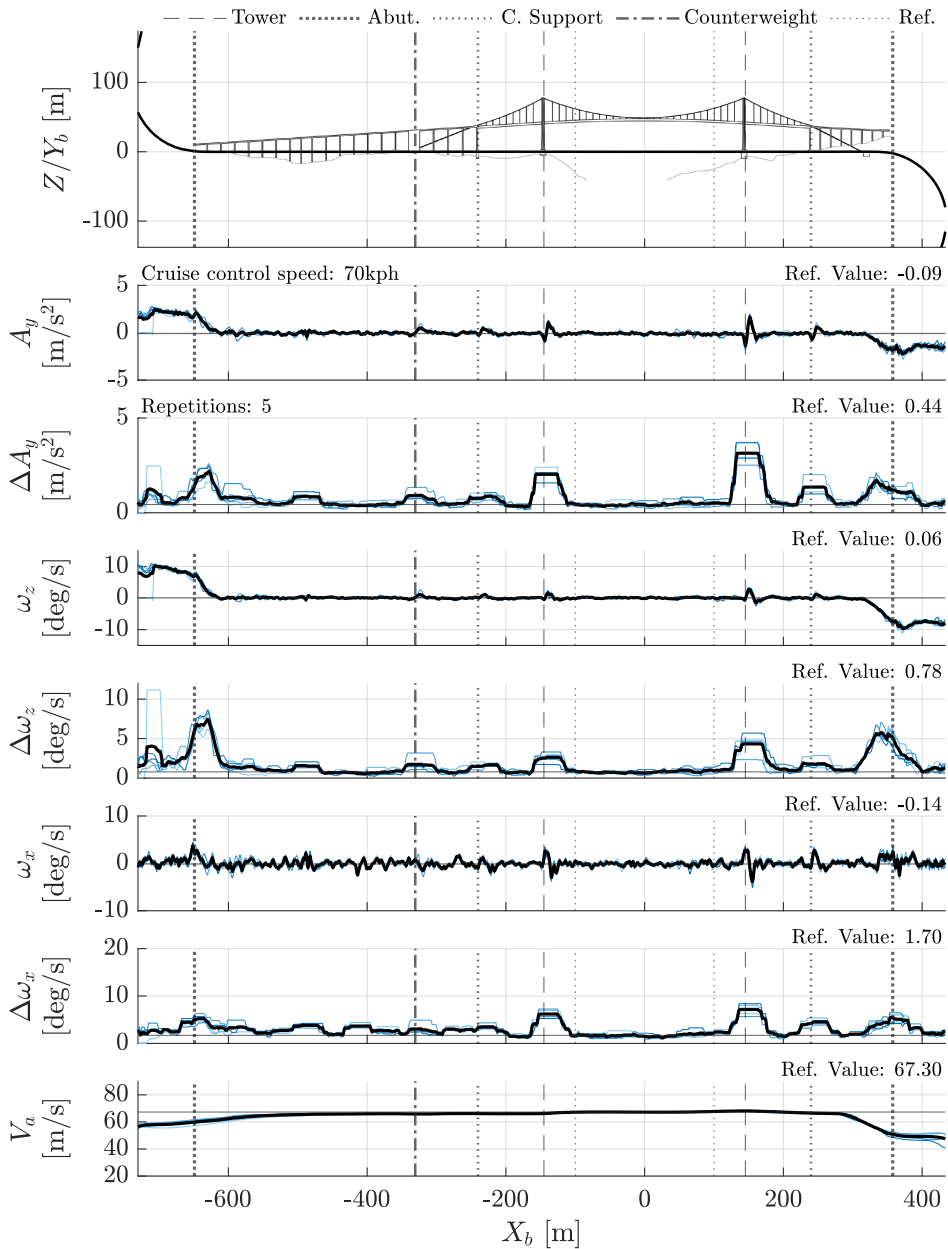 Tower Abut. C. Support Counterweight Ref.
100
0
-100
Z/Y_b [m]
Cruise control speed: 70kph Ref. Value: -0.09
5
0
-5
A_y [m/s²]
Repetitions: 5 Ref. Value: 0.44
5
0
ΔA_y [m/s²]
Ref. Value: 0.06
10
0
-10
ω_z [deg/s]
Ref. Value: 0.78
10
5
0
Δω_z [deg/s]
Ref. Value: -0.14
10
0
-10
ω_x [deg/s]
Ref. Value: 1.70
20
10
0
Δω_x [deg/s]
Ref. Value: 67.30
80
60
40
20
V_a [m/s]
-600 -400 -200 0 200 400
X_b [m]